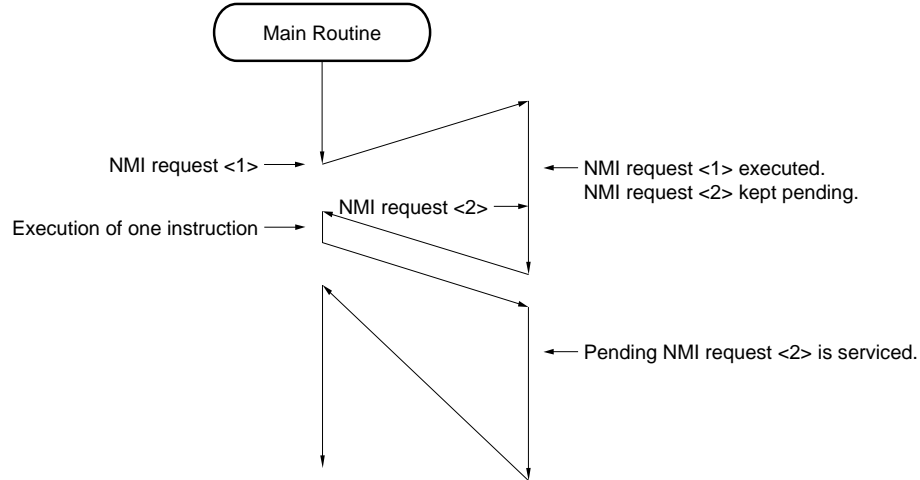 Main Routine
NMI request <1>
NMI request <1> executed.
NMI request <2> kept pending.
NMI request <2>
Execution of one instruction
Pending NMI request <2> is serviced.